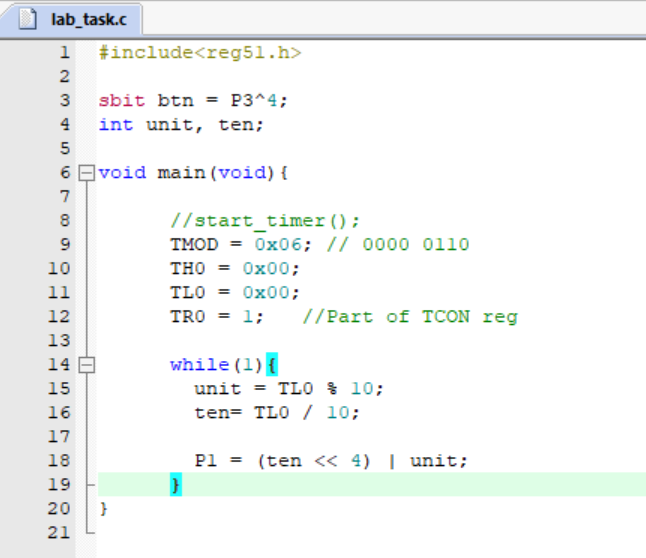 lab_task.c
1 #include<reg51.h>
2
3 sbit btn = P3^4;
4 int unit, ten;
5
6 void main(void){
7
8 //start_timer();
9 TMOD = 0x06; // 0000 0110
10 TH0 = 0x00;
11 TL0 = 0x00;
12 TR0 = 1; //Part of TCON reg
13
14 while(1){
15 unit = TL0 % 10;
16 ten= TL0 / 10;
17
18 P1 = (ten << 4) | unit;
19 }
20 }
21